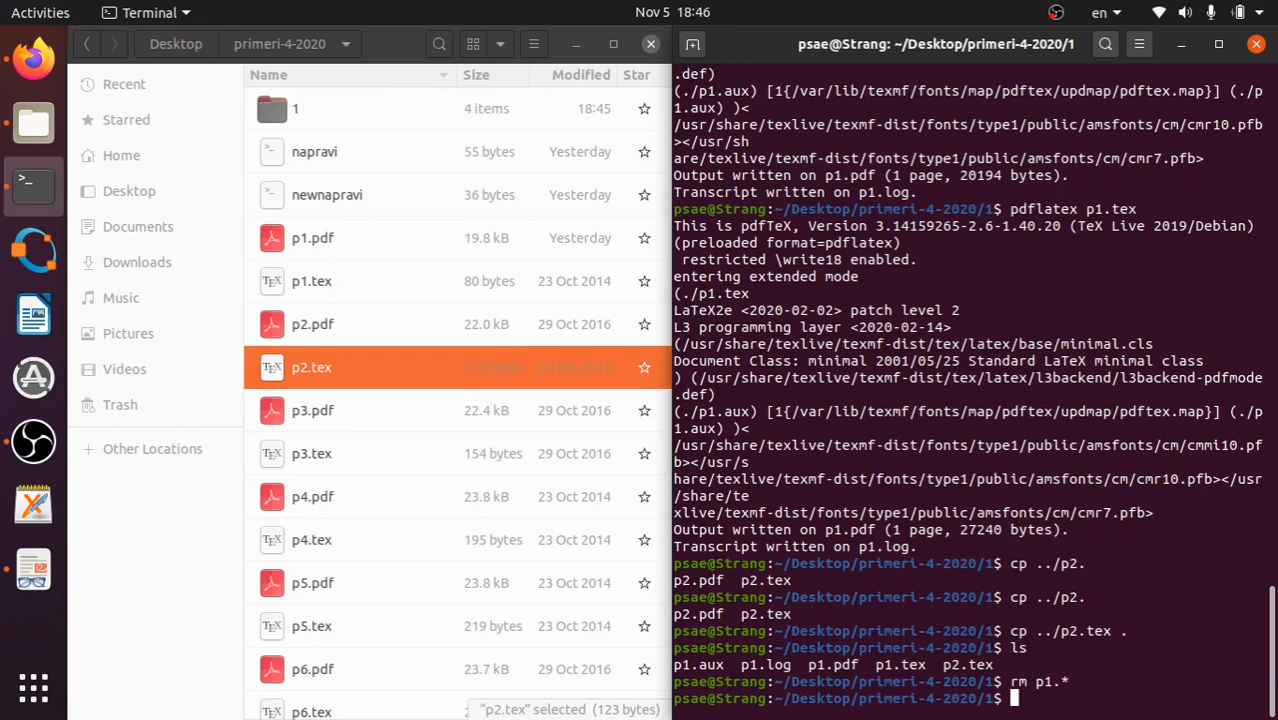 Activities
Terminal
Nov 5 18:46
en
Desktop
primeri-4-2020
psae@Strang: ~/Desktop/primeri-4-2020/1
Recent
Starred
Home
Desktop
Documents
Downloads
Music
Pictures
Videos
Trash
Other Locations
Name Size Modified Star
1 4 items 18:45
napravi 55 bytes Yesterday
newnapravi 36 bytes Yesterday
p1.pdf 19.8 kB Yesterday
p1.tex 80 bytes 23 Oct 2014
p2.pdf 22.0 kB 29 Oct 2016
p2.tex
p3.pdf 22.4 kB 29 Oct 2016
p3.tex 154 bytes 29 Oct 2016
p4.pdf 23.8 kB 29 Oct 2016
p4.tex 195 bytes 23 Oct 2014
p5.pdf 23.8 kB 29 Oct 2016
p5.tex 219 bytes 23 Oct 2014
p6.pdf 23.7 kB 29 Oct 2016
p6.tex
"p2.tex" selected (123 bytes)
.def)
(./p1.aux) [1{/var/lib/texmf/fonts/map/pdftex/updmap/pdftex.map}] (./p
1.aux) )<
/usr/share/texlive/texmf-dist/fonts/type1/public/amsfonts/cm/cmr10.pfb
></usr/sh
are/texlive/texmf-dist/fonts/type1/public/amsfonts/cm/cmr7.pfb>
Output written on p1.pdf (1 page, 20194 bytes).
Transcript written on p1.log.
psae@Strang:~/Desktop/primeri-4-2020/1$ pdflatex p1.tex
This is pdfTeX, Version 3.14159265-2.6-1.40.20 (TeX Live 2019/Debian)
(preloaded format=pdflatex)
restricted \write18 enabled.
entering extended mode
(./p1.tex
LaTeX2e <2020-02-02> patch level 2
L3 programming layer <2020-02-14>
(/usr/share/texlive/texmf-dist/tex/latex/base/minimal.cls
Document Class: minimal 2001/05/25 Standard LaTeX minimal class
) (/usr/share/texlive/texmf-dist/tex/latex/l3backend/l3backend-pdfmode
.def)
(./p1.aux) [1{/var/lib/texmf/fonts/map/pdftex/updmap/pdftex.map}] (./p
1.aux) )<
/usr/share/texlive/texmf-dist/fonts/type1/public/amsfonts/cm/cmmi10.pf
b></usr/s
hare/texlive/texmf-dist/fonts/type1/public/amsfonts/cm/cmr10.pfb></usr
/share/te
xlive/texmf-dist/fonts/type1/public/amsfonts/cm/cmr7.pfb>
Output written on p1.pdf (1 page, 27240 bytes).
Transcript written on p1.log.
psae@Strang:~/Desktop/primeri-4-2020/1$ cp ../p2.
p2.pdf p2.tex
psae@Strang:~/Desktop/primeri-4-2020/1$ cp ../p2.
p2.pdf p2.tex
psae@Strang:~/Desktop/primeri-4-2020/1$ cp ../p2.tex .
psae@Strang:~/Desktop/primeri-4-2020/1$ ls
p1.aux p1.log p1.pdf p1.tex p2.tex
psae@Strang:~/Desktop/primeri-4-2020/1$ rm p1.*
psae@Strang:~/Desktop/primeri-4-2020/1$